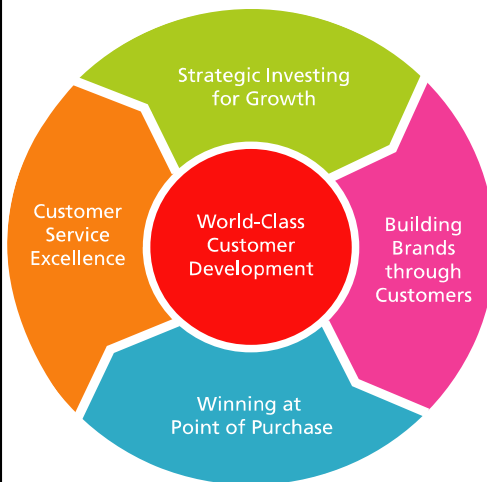 Strategic Investing
for Growth
Customer
Service
Excellence
World-Class
Customer
Development
Building
Brands
through
Customers
Winning at
Point of Purchase